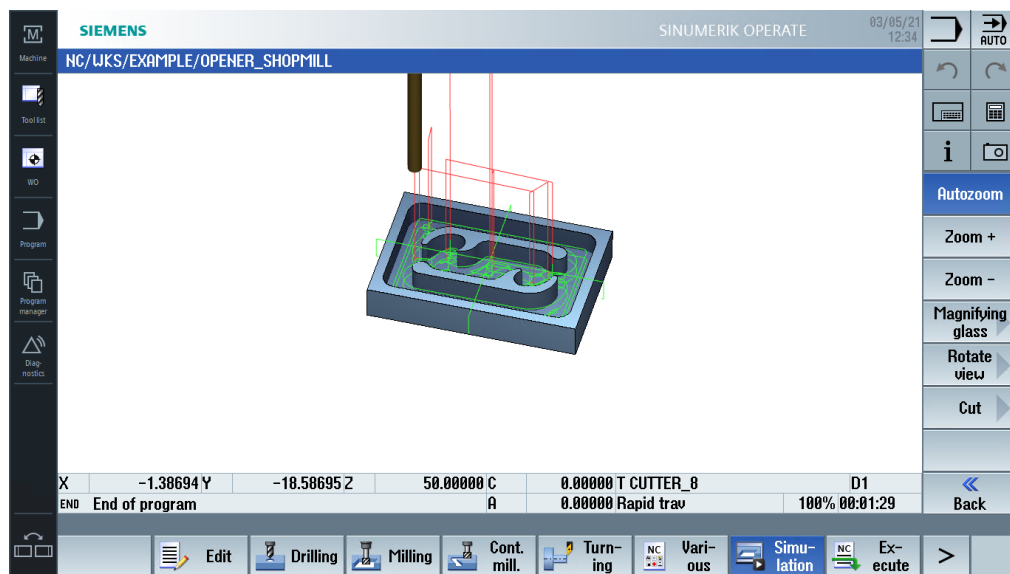 M
Machine
SIEMENS
SINUMERIK OPERATE
03/05/21
12:34
AUTO
NC/WKS/EXAMPLE/OPENER_SHOPMILL
Tool list
WO
Program
Program
manager
Diag-
nostics
i
Autozoom
Zoom +
Zoom -
Magnifying
glass
Rotate
view
Cut
Back
X -1.38694 Y -18.58695 Z 50.00000 C 0.00000 T CUTTER_8 D1
END End of program A 0.00000 Rapid trav 100% 00:01:29
Edit
Drilling
Milling
Cont.
mill.
Turn-
ing
NC
Vari-
ous
Simu-
lation
NC
Ex-
ecute
>